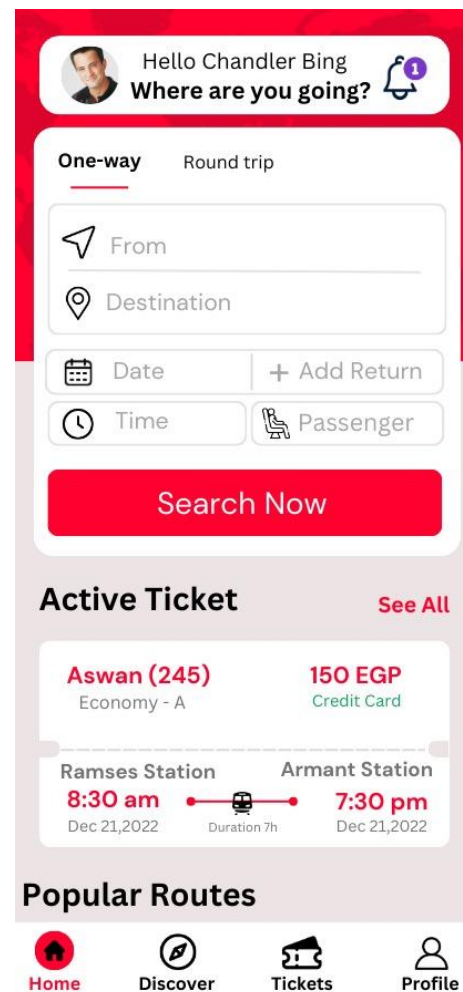 Hello Chandler Bing
Where are you going?
1
One-way Round trip
From
Destination
Date + Add Return
Time Passenger
Search Now
Active Ticket See All
Aswan (245) 150 EGP
Economy - A Credit Card
Ramses Station Armant Station
8:30 am 7:30 pm
Dec 21,2022 Duration 7h Dec 21,2022
Popular Routes
Home Discover Tickets Profile